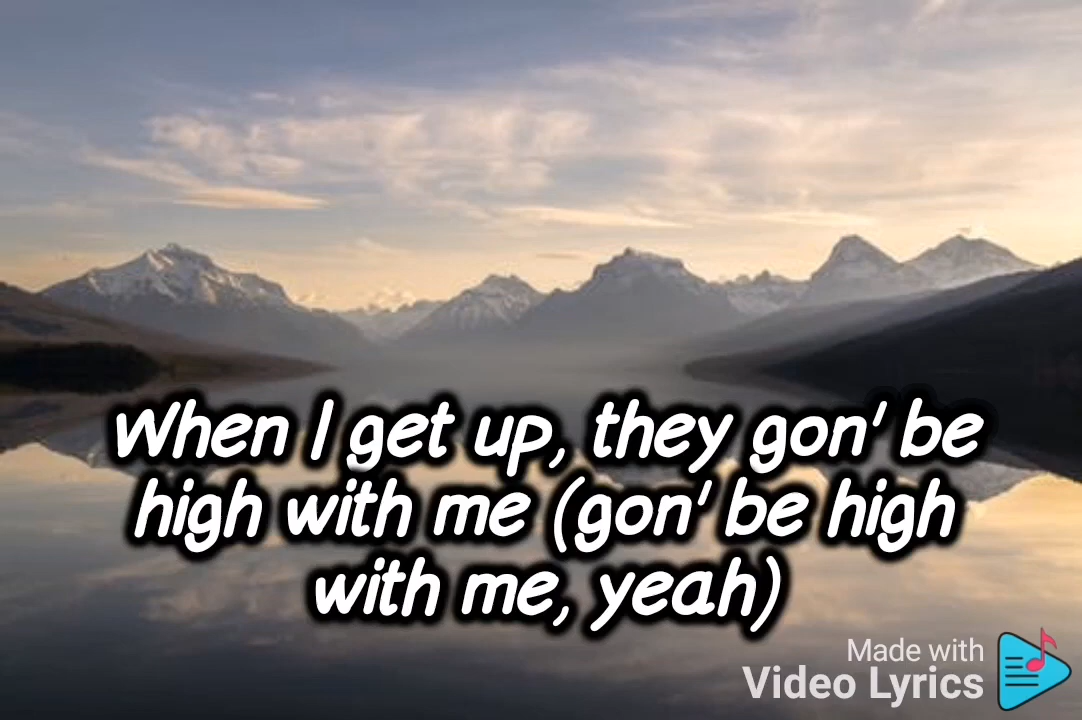 When I get up, they gon' be
high with me (gon' be high
with me, yeah)
Made with
Video Lyrics